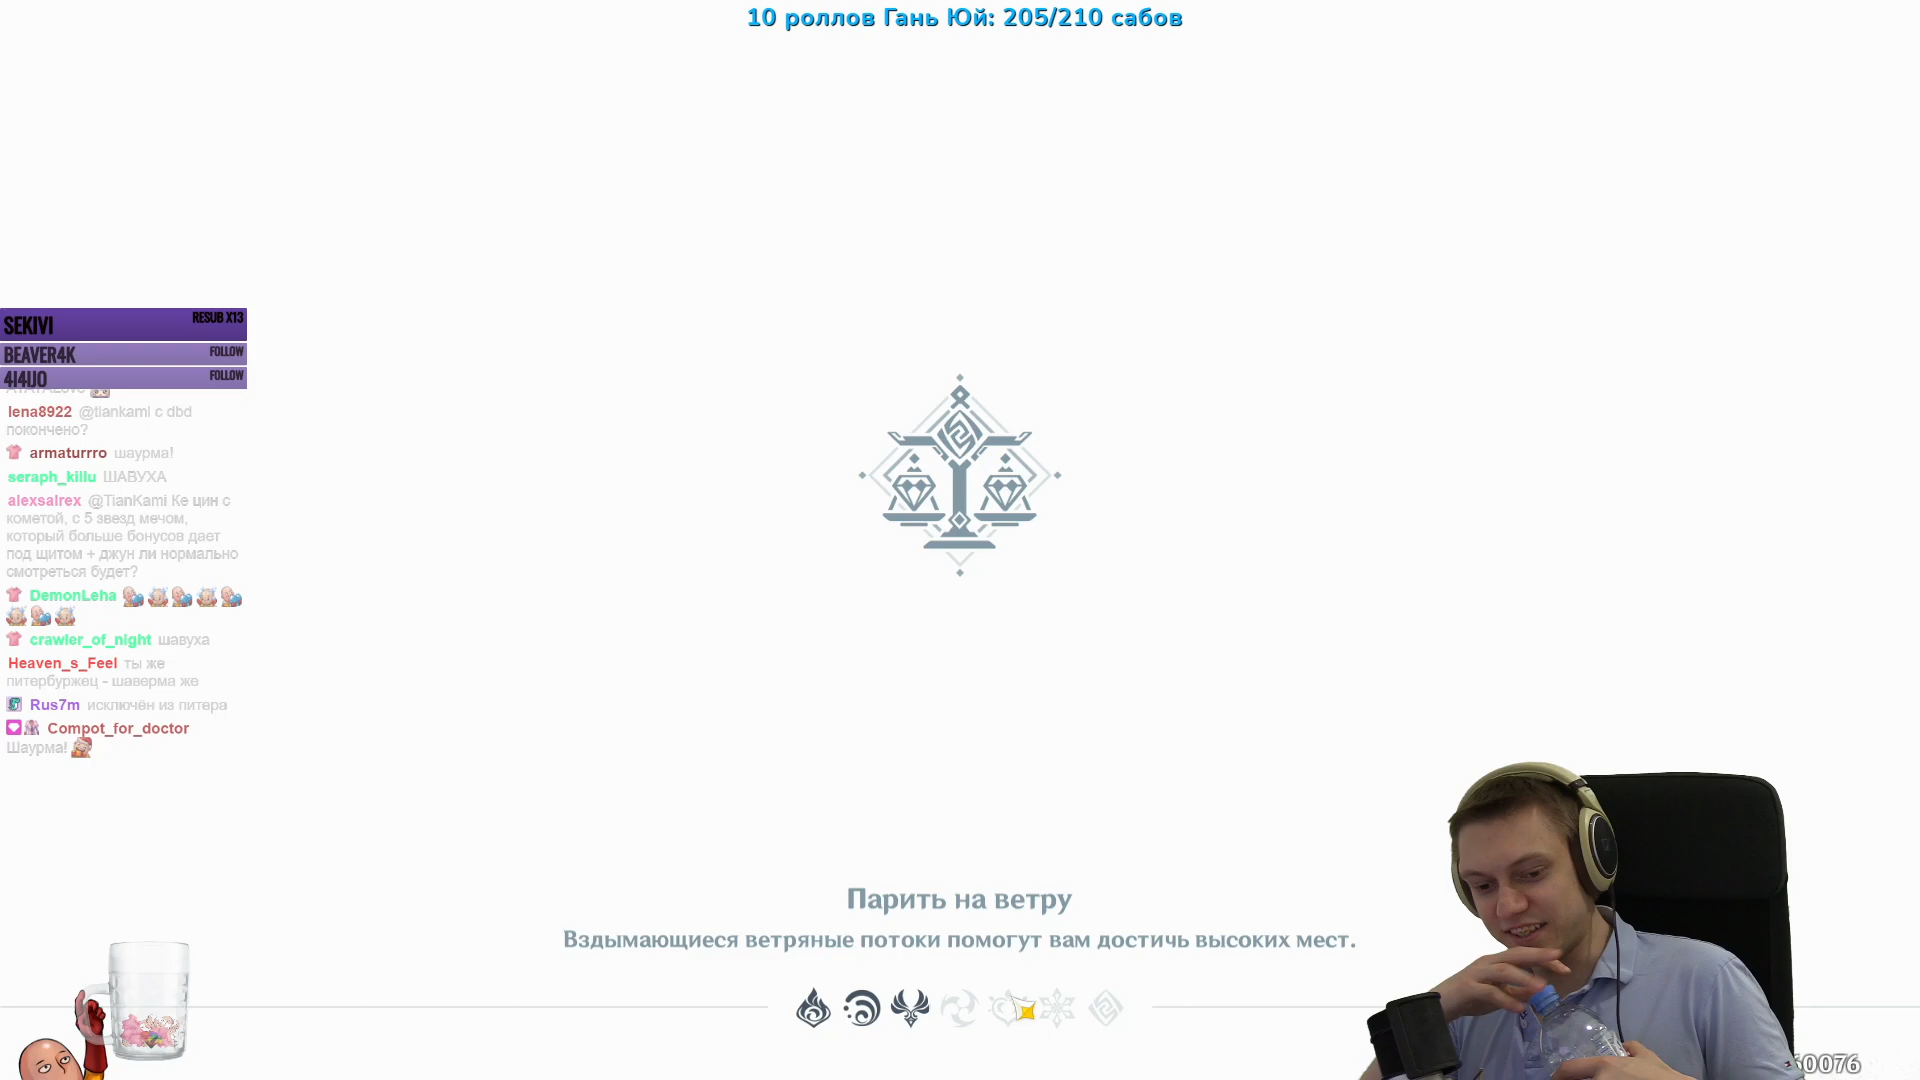 10 роллов Гань Юй: 205/210 сабов
SEKIVI RESUB X13
BEAVER4K FOLLOW
4I4IJO FOLLOW
lena8922 @tiankami с dbd
покончено?
armaturrro шаурма!
seraph_killu ШАВУХА
alexsalrex @TianKami Ке цин с
кометой, с 5 звезд мечом,
который больше бонусов дает
под щитом + джун ли нормально
смотреться будет?
DemonLeha
crawler_of_night шавуха
Heaven_s_Feel ты же
питербуржец - шаверма же
Rus7m исключён из питера
Compot_for_doctor
Шаурма!
Парить на ветру
Вздымающиеся ветряные потоки помогут вам достичь высоких мест.